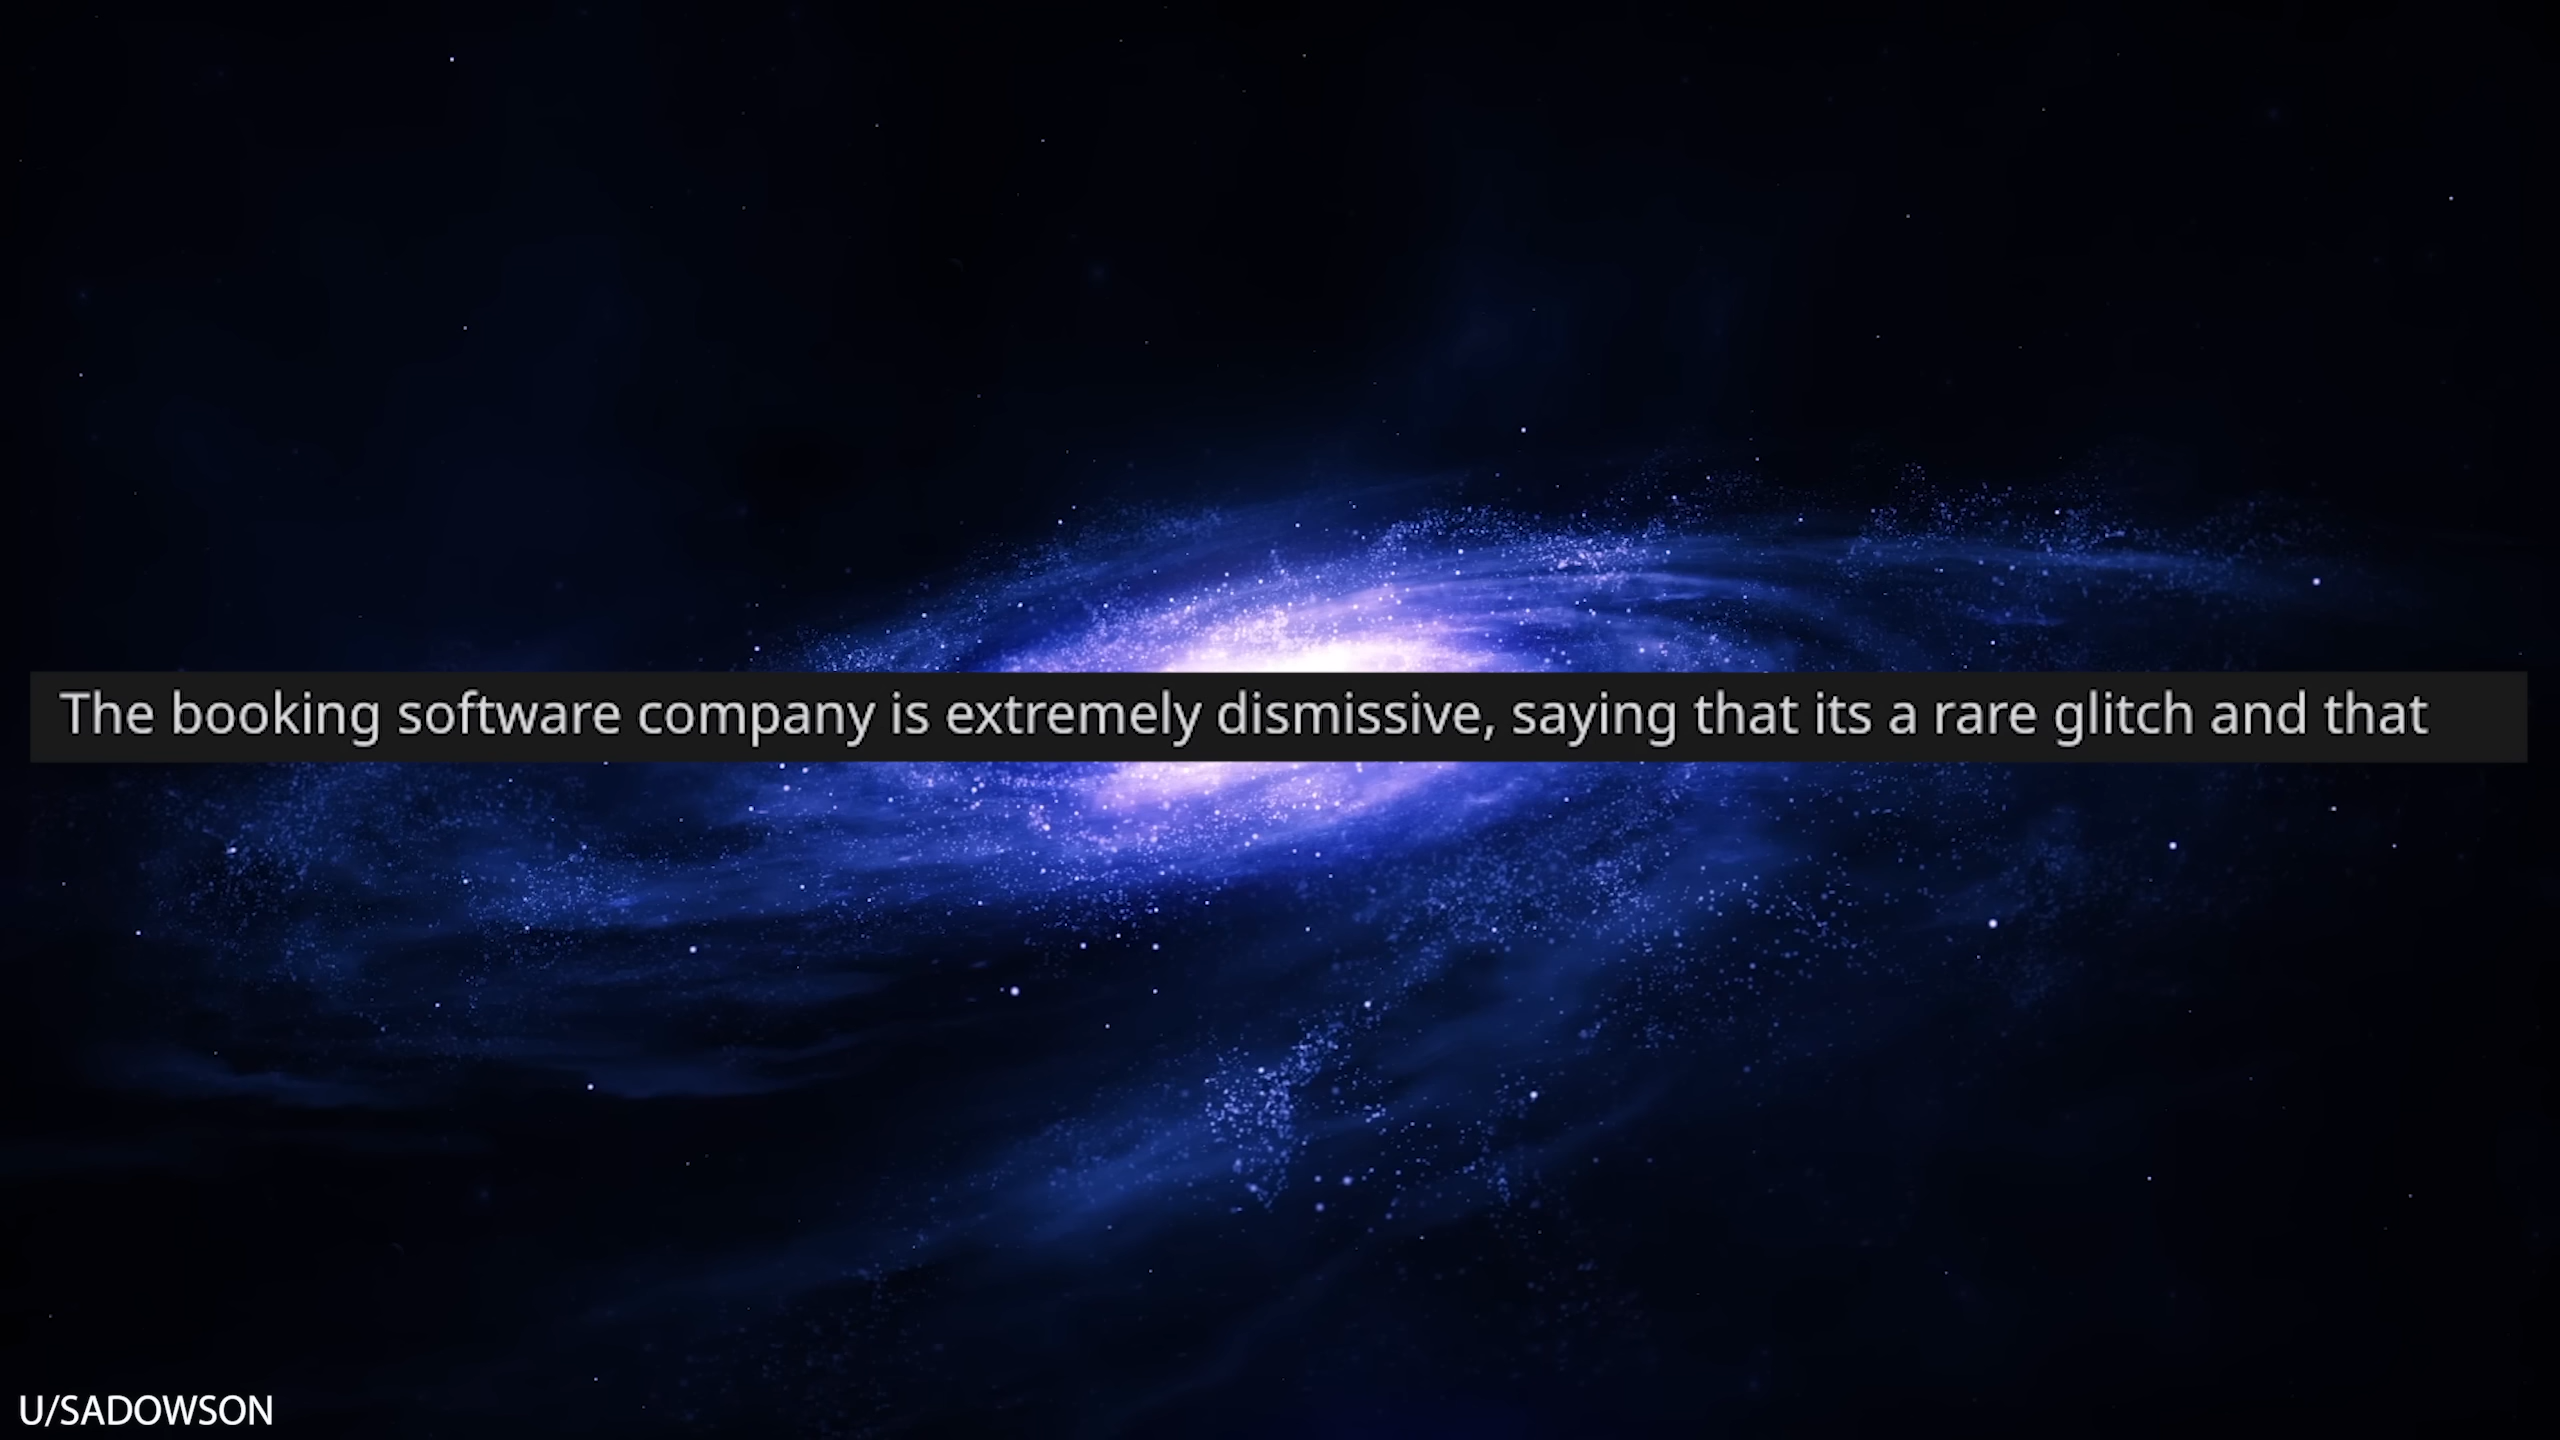 The booking software company is extremely dismissive, saying that its a rare glitch and that
U/SADOWSON